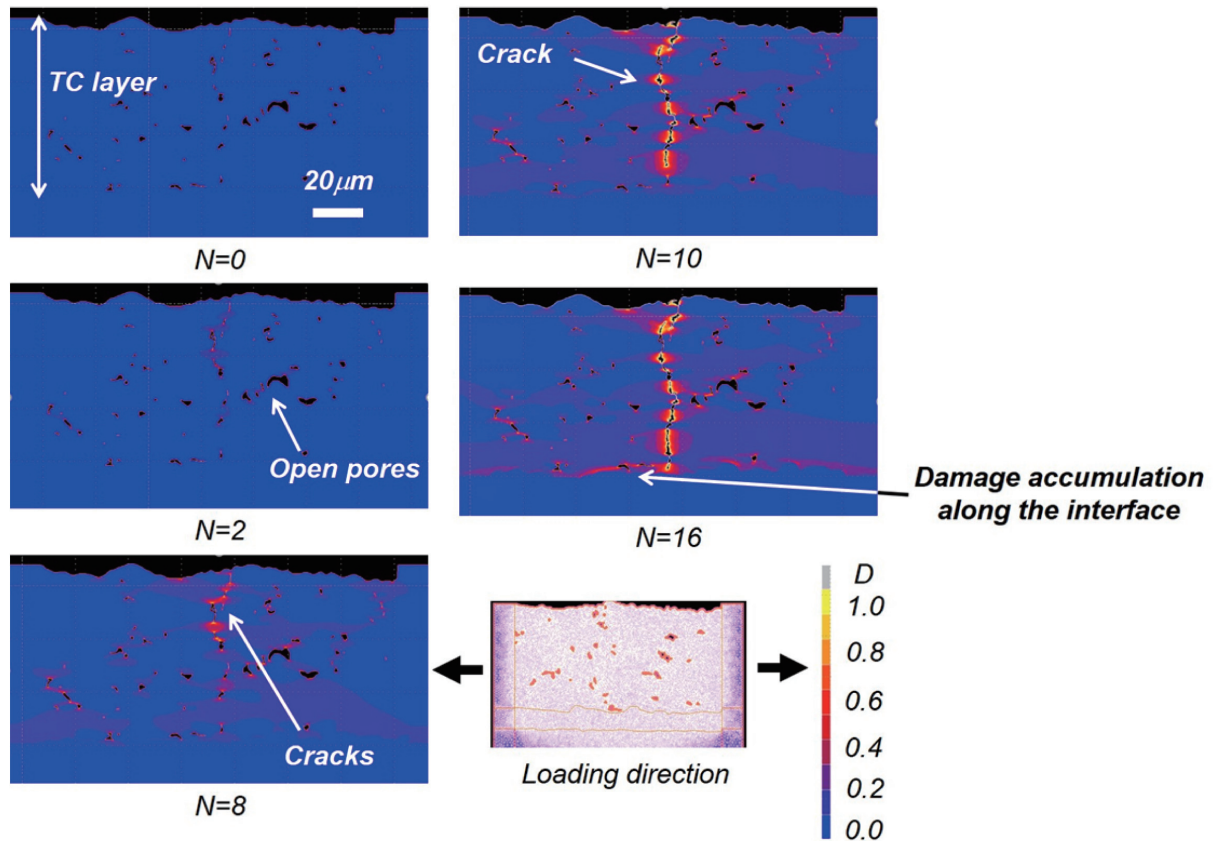 TC layer
20μm
N=0
Crack
N=10
Open pores
N=2
N=16
Damage accumulation
along the interface
Cracks
N=8
Loading direction
D
1.0
0.8
0.6
0.4
0.2
0.0